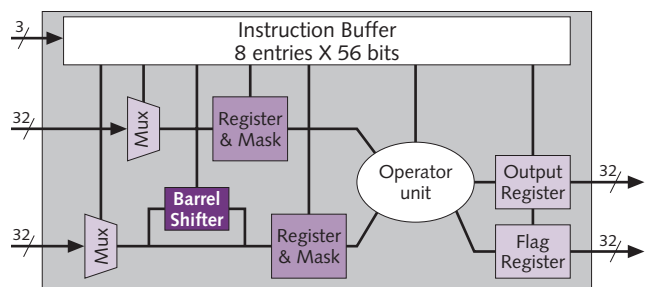 3
Instruction Buffer
8 entries X 56 bits
32
Mux
Register
& Mask
Operator
unit
Output
Register
32
Barrel
Shifter
32
Mux
Register
& Mask
Flag
Register
32